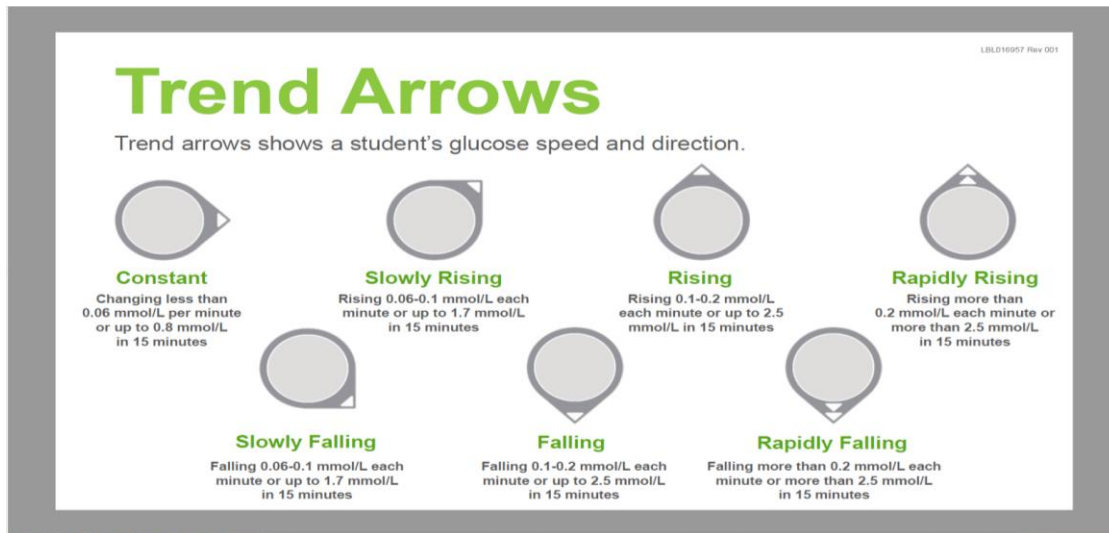 LBL016957 Rev 001
Trend Arrows
Trend arrows shows a student's glucose speed and direction.
Constant
Changing less than
0.06 mmol/L per minute
or up to 0.8 mmol/L
in 15 minutes
Slowly Rising
Rising 0.06-0.1 mmol/L each
minute or up to 1.7 mmol/L
in 15 minutes
Rising
Rising 0.1-0.2 mmol/L
each minute or up to 2.5
mmol/L in 15 minutes
Rapidly Rising
Rising more than
0.2 mmol/L each minute or
more than 2.5 mmol/L
in 15 minutes
Slowly Falling
Falling 0.06-0.1 mmol/L each
minute or up to 1.7 mmol/L
in 15 minutes
Falling
Falling 0.1-0.2 mmol/L each
minute or up to 2.5 mmol/L
in 15 minutes
Rapidly Falling
Falling more than 0.2 mmol/L each
minute or more than 2.5 mmol/L
in 15 minutes